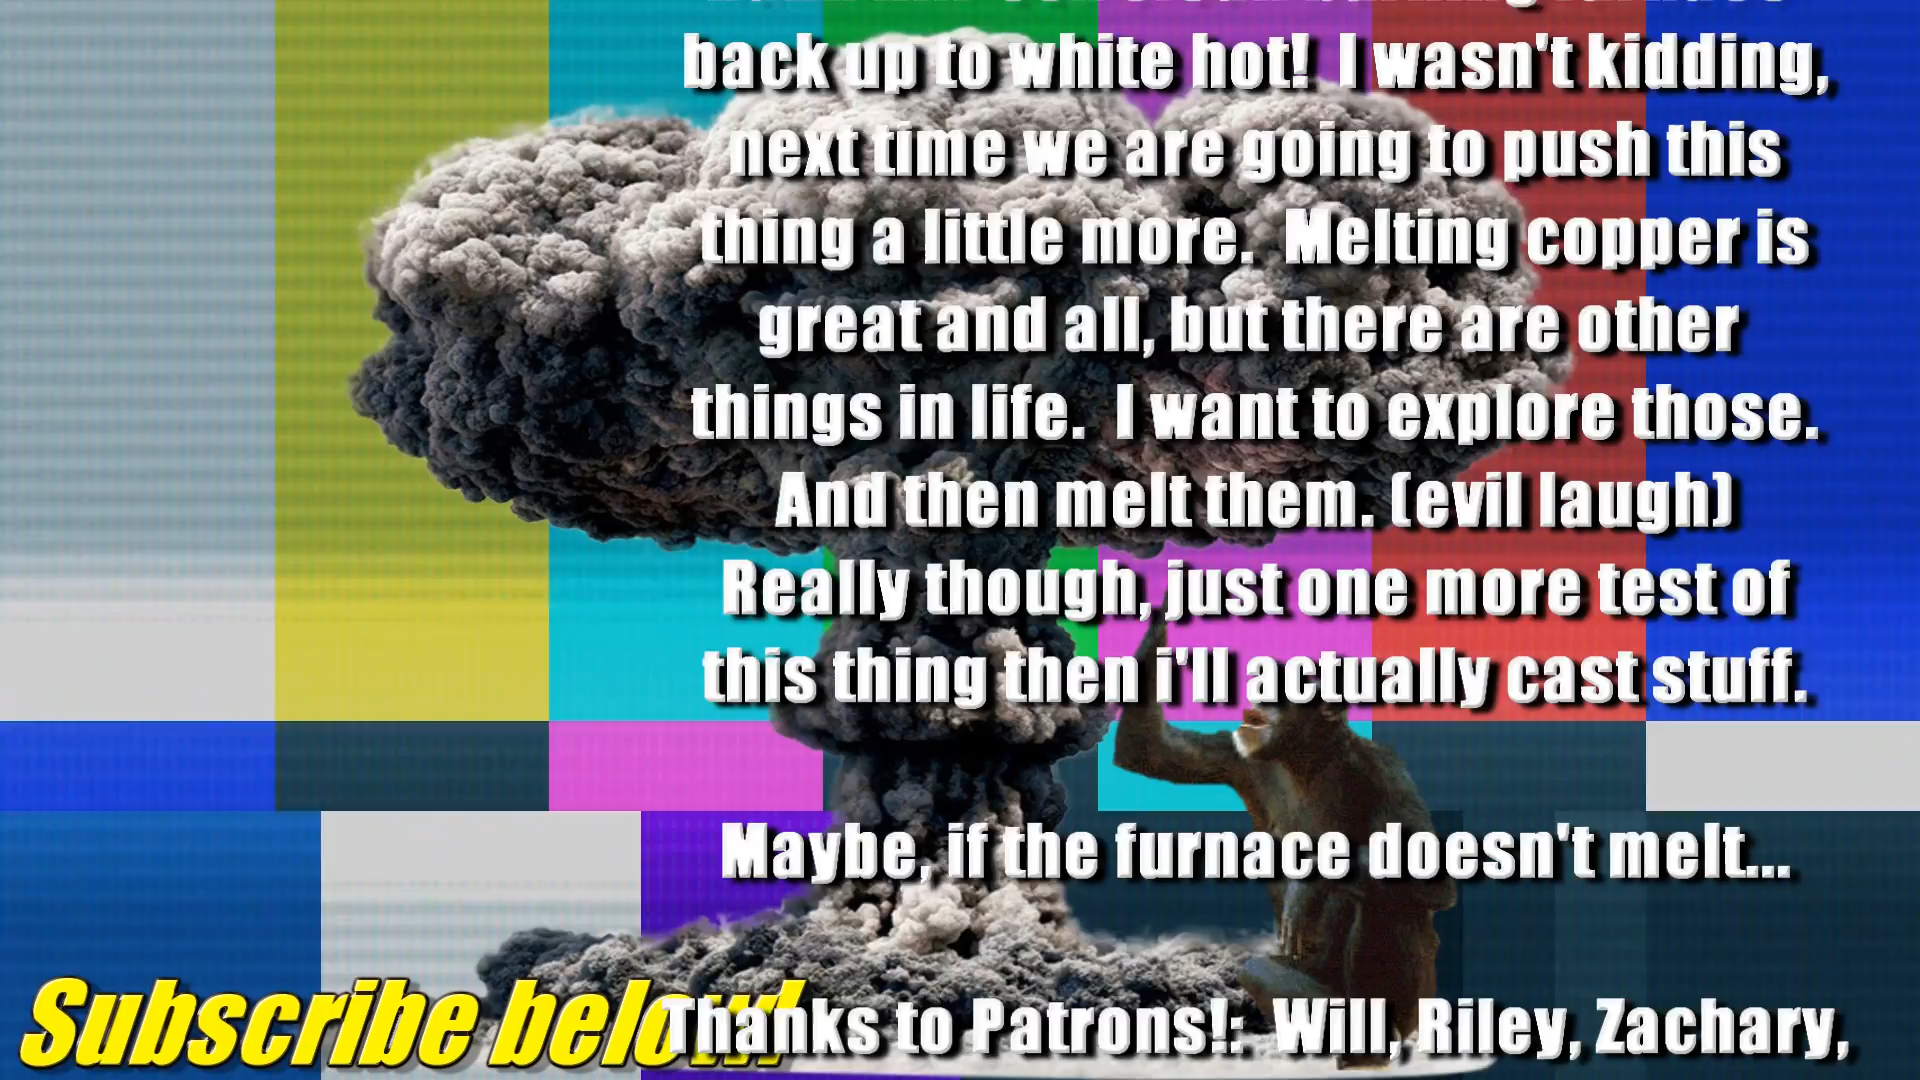 back up to white hot!  I wasn't kidding,
next time we are going to push this
thing a little more.  Melting copper is
great and all, but there are other
things in life.  I want to explore those.
And then melt them. (evil laugh)
Really though, just one more test of
this thing then i'll actually cast stuff.
Maybe, if the furnace doesn't melt...
Subscribe below!
Thanks to Patrons!:  Will, Riley, Zachary,